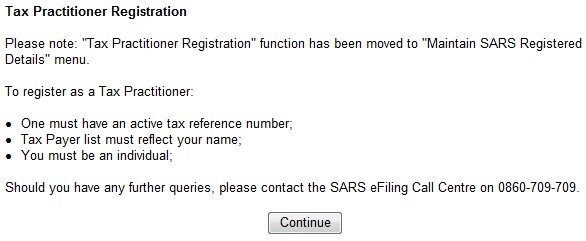 Tax Practitioner Registration
Please note: "Tax Practitioner Registration" function has been moved to "Maintain SARS Registered
Details" menu.
To register as a Tax Practitioner:
• One must have an active tax reference number;
• Tax Payer list must reflect your name;
• You must be an individual;
Should you have any further queries, please contact the SARS eFiling Call Centre on 0860-709-709.
Continue